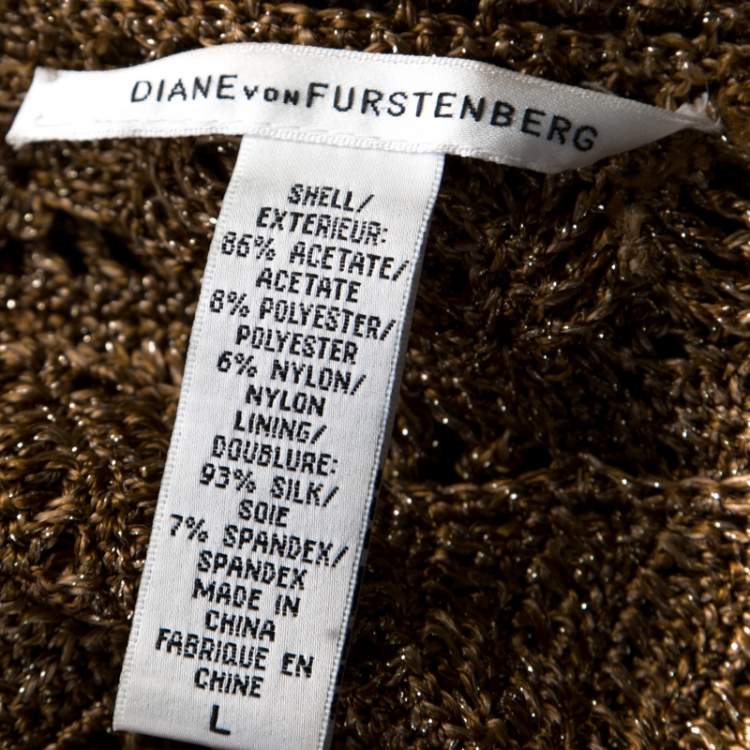 DIANE VON FURSTENBERG
SHELL/
EXTERIEUR:
86% ACETATE/
ACETATE
8% POLYESTER/
POLYESTER
6% NYLON/
NYLON
LINING/
DOUBLURE:
93% SILK/
SOIE
7% SPANDEX/
SPANDEX
MADE IN
CHINA
FABRIQUE EN
CHINE
L